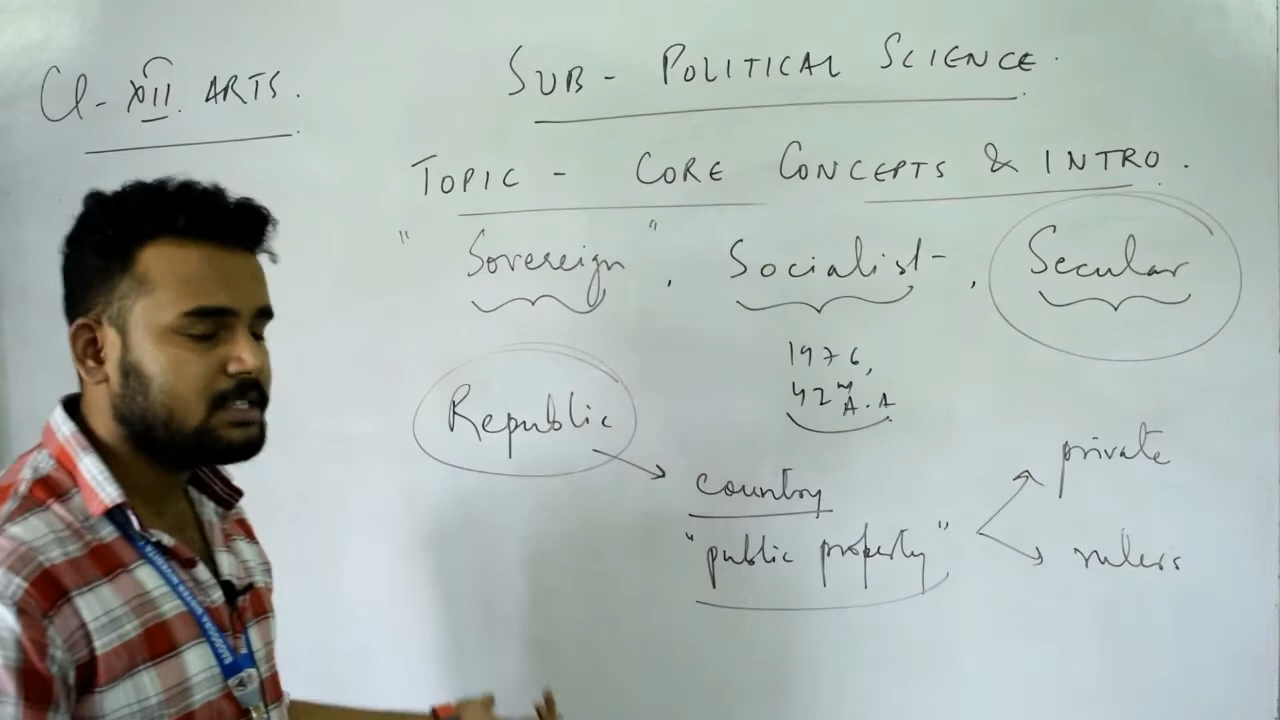 Cl - XII ARTS.
SUB - POLITICAL SCIENCE.
TOPIC - CORE CONCEPTS & INTRO.
"Sovereign", Socialist, Secular
1976,
42nd A.A
Republic
country
"public property"
private
rulers